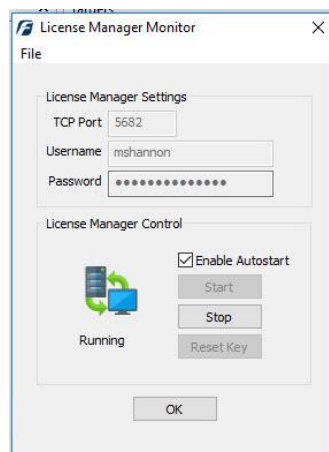 License Manager Monitor
File
License Manager Settings
TCP Port 5682
Username mshannon
Password ••••••••••••••
License Manager Control
Enable Autostart
Start
Stop
Running
Reset Key
OK